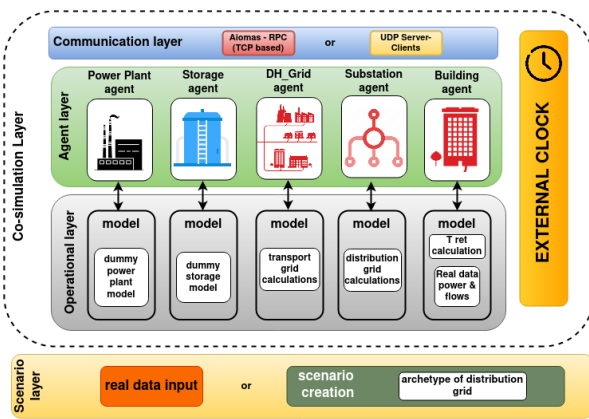 Communication layer
Aiomas - RPC
(TCP based)
or
UDP Server-
Clients
Co-simulation Layer
Agent layer
Power Plant
agent
Storage
agent
DH_Grid
agent
Substation
agent
Building
agent
EXTERNAL CLOCK
Operational layer
model
dummy
power
plant
model
model
dummy
storage
model
model
transport
grid
calculations
model
distribution
grid
calculations
model
T ret
calculation
Real data
power &
flows
Scenario
layer
real data input
or
scenario
creation
archetype of distribution
grid